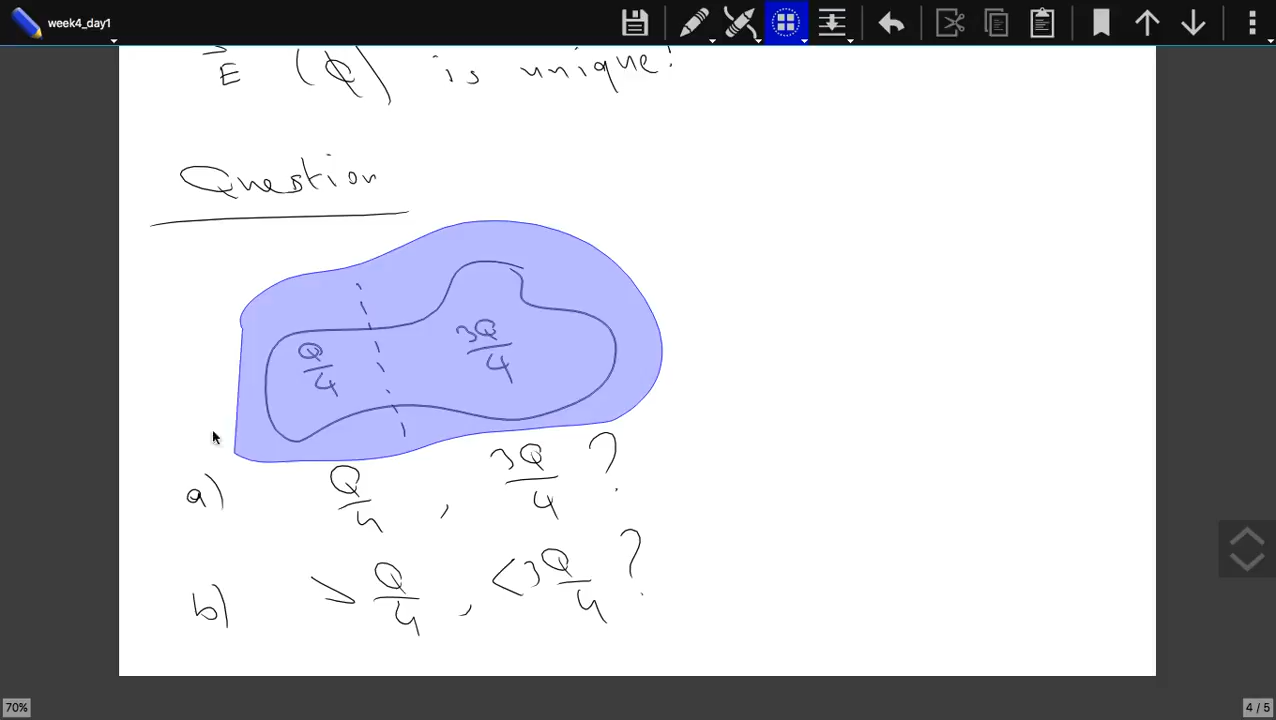 week4_day1
E⃗ (Q) is unique!
Question
Q/4 3Q/4
a) Q/4 , 3Q/4 ?
b) > Q/4 , < 3Q/4 ?
70%
4 / 5